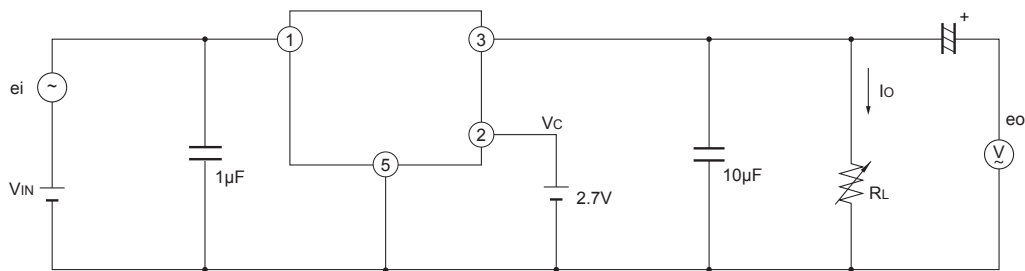 +
1
3
ei
~
IO
eo
VC
2
V
~
1μF
5
10μF
VIN
2.7V
RL